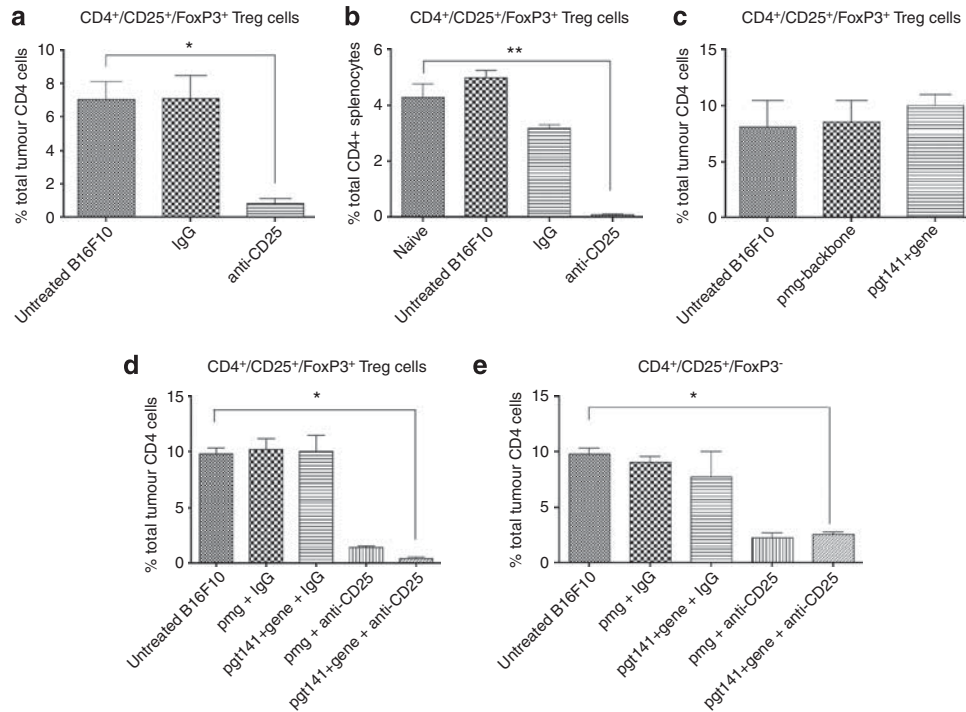 a
CD4⁺/CD25⁺/FoxP3⁺ Treg cells
% total tumour CD4 cells
10
8
6
4
2
0
*
Untreated B16F10
IgG
anti-CD25
b
CD4⁺/CD25⁺/FoxP3⁺ Treg cells
% total CD4+ splenocytes
6
4
2
0
**
Naive
Untreated B16F10
IgG
anti-CD25
c
CD4⁺/CD25⁺/FoxP3⁺ Treg cells
% total tumour CD4 cells
15
10
5
0
Untreated B16F10
pmg-backbone
pgt141+gene
d
CD4⁺/CD25⁺/FoxP3⁺ Treg cells
% total tumour CD4 cells
15
10
5
0
*
Untreated B16F10
pmg + IgG
pgt141+gene + IgG
pmg + anti-CD25
pgt141+gene + anti-CD25
e
CD4⁺/CD25⁺/FoxP3⁻
% total tumour CD4 cells
15
10
5
0
*
Untreated B16F10
pmg + IgG
pgt141+gene + IgG
pmg + anti-CD25
pgt141+gene + anti-CD25